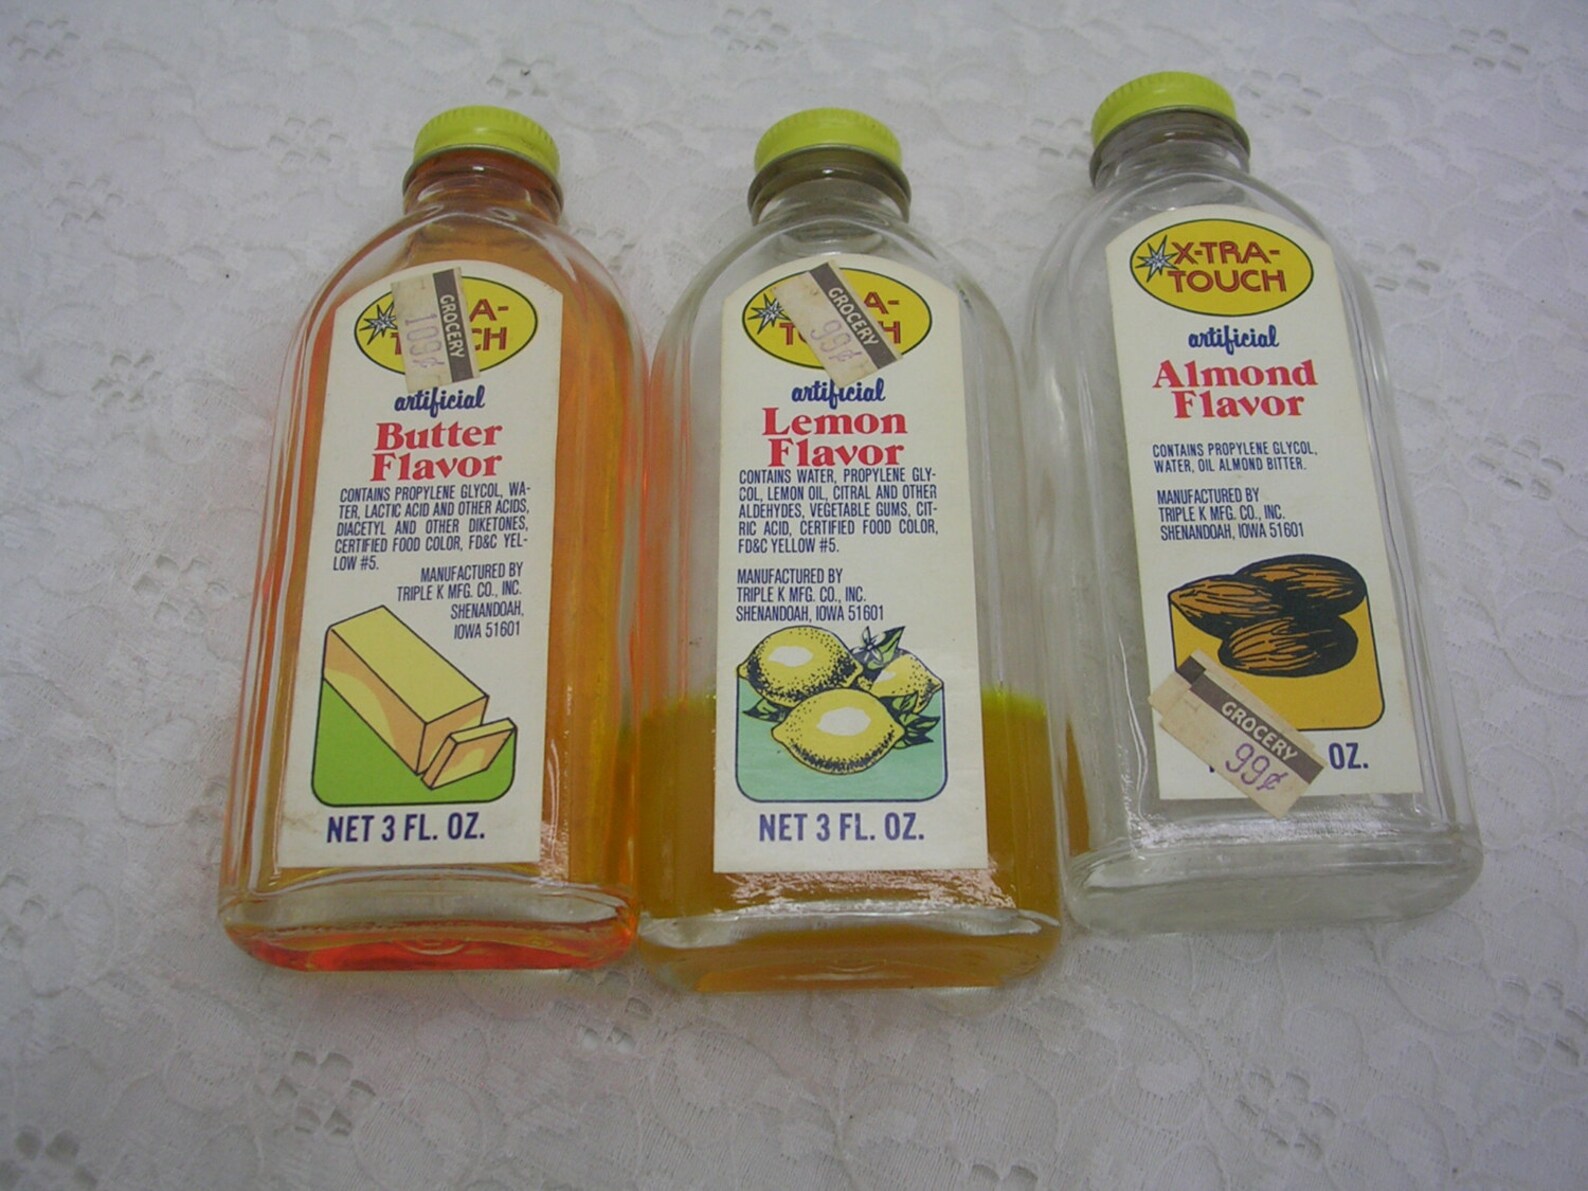 A-
T CH
GROCERY
109¢
artificial
Butter
Flavor
CONTAINS PROPYLENE GLYCOL, WA-
TER, LACTIC ACID AND OTHER ACIDS,
DIACETYL AND OTHER DIKETONES,
CERTIFIED FOOD COLOR, FD&C YEL-
LOW #5.
MANUFACTURED BY
TRIPLE K MFG. CO., INC.
SHENANDOAH,
IOWA 51601
NET 3 FL. OZ.
A-
T H
GROCERY
99¢
artificial
Lemon
Flavor
CONTAINS WATER, PROPYLENE GLY-
COL, LEMON OIL, CITRAL AND OTHER
ALDEHYDES, VEGETABLE GUMS, CIT-
RIC ACID, CERTIFIED FOOD COLOR,
FD&C YELLOW #5.
MANUFACTURED BY
TRIPLE K MFG. CO., INC.
SHENANDOAH, IOWA 51601
NET 3 FL. OZ.
X-TRA-
TOUCH
artificial
Almond
Flavor
CONTAINS PROPYLENE GLYCOL,
WATER, OIL ALMOND BITTER.
MANUFACTURED BY
TRIPLE K MFG. CO., INC.
SHENANDOAH, IOWA 51601
GROCERY
99¢
OZ.